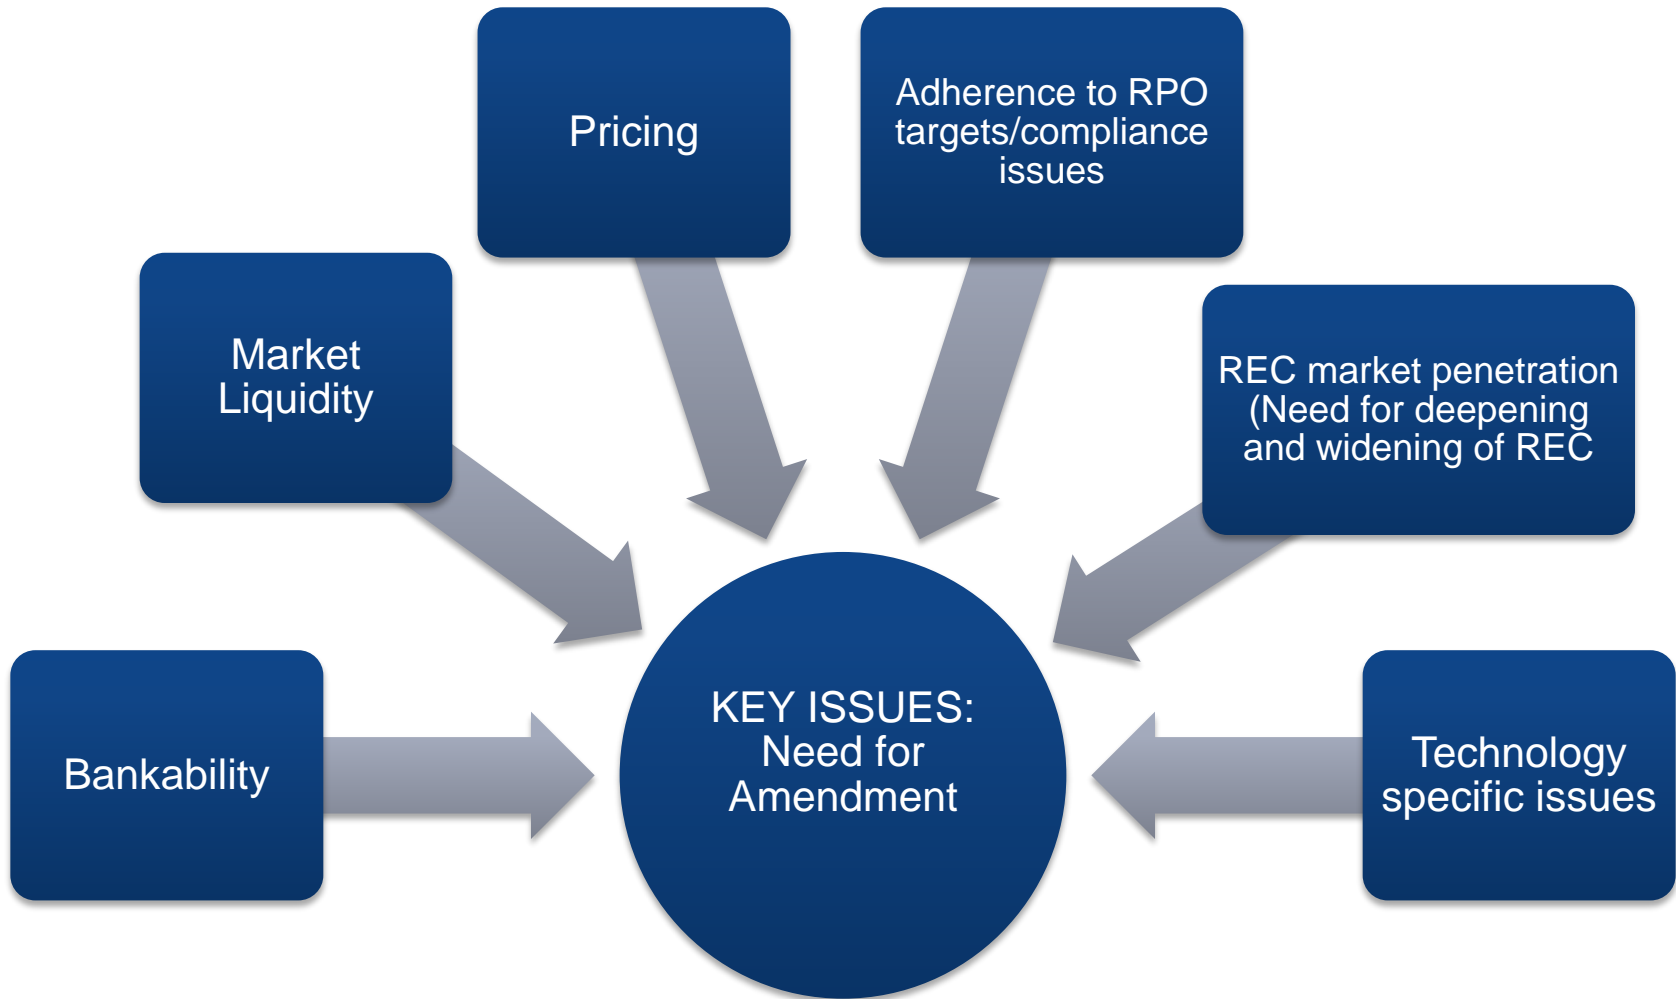 Pricing
Adherence to RPO
targets/compliance
issues
Market
Liquidity
REC market penetration
(Need for deepening
and widening of REC
Bankability
KEY ISSUES:
Need for
Amendment
Technology
specific issues